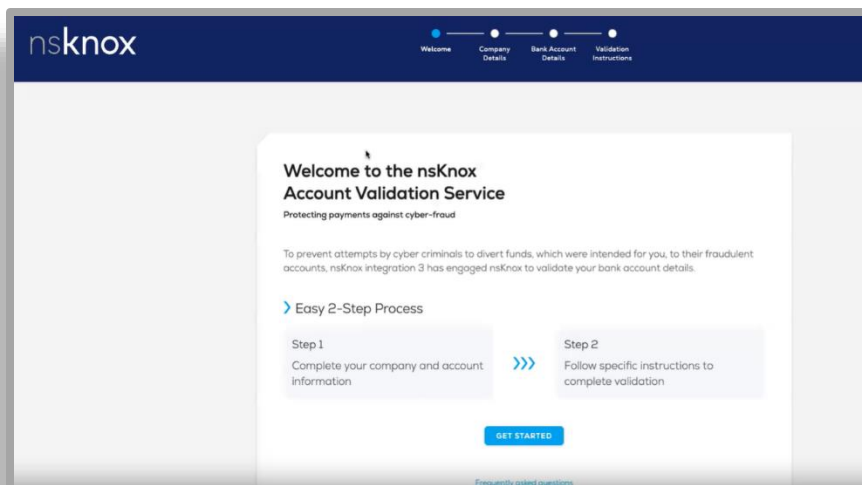 nsknox
Welcome
Company
Details
Bank Account
Details
Validation
Instructions
Welcome to the nsKnox
Account Validation Service
Protecting payments against cyber-fraud
To prevent attempts by cyber criminals to divert funds, which were intended for you, to their fraudulent
accounts, nsKnox integration 3 has engaged nsKnox to validate your bank account details.
Easy 2-Step Process
Step 1
Complete your company and account
information
Step 2
Follow specific instructions to
complete validation
GET STARTED
Frequently asked questions